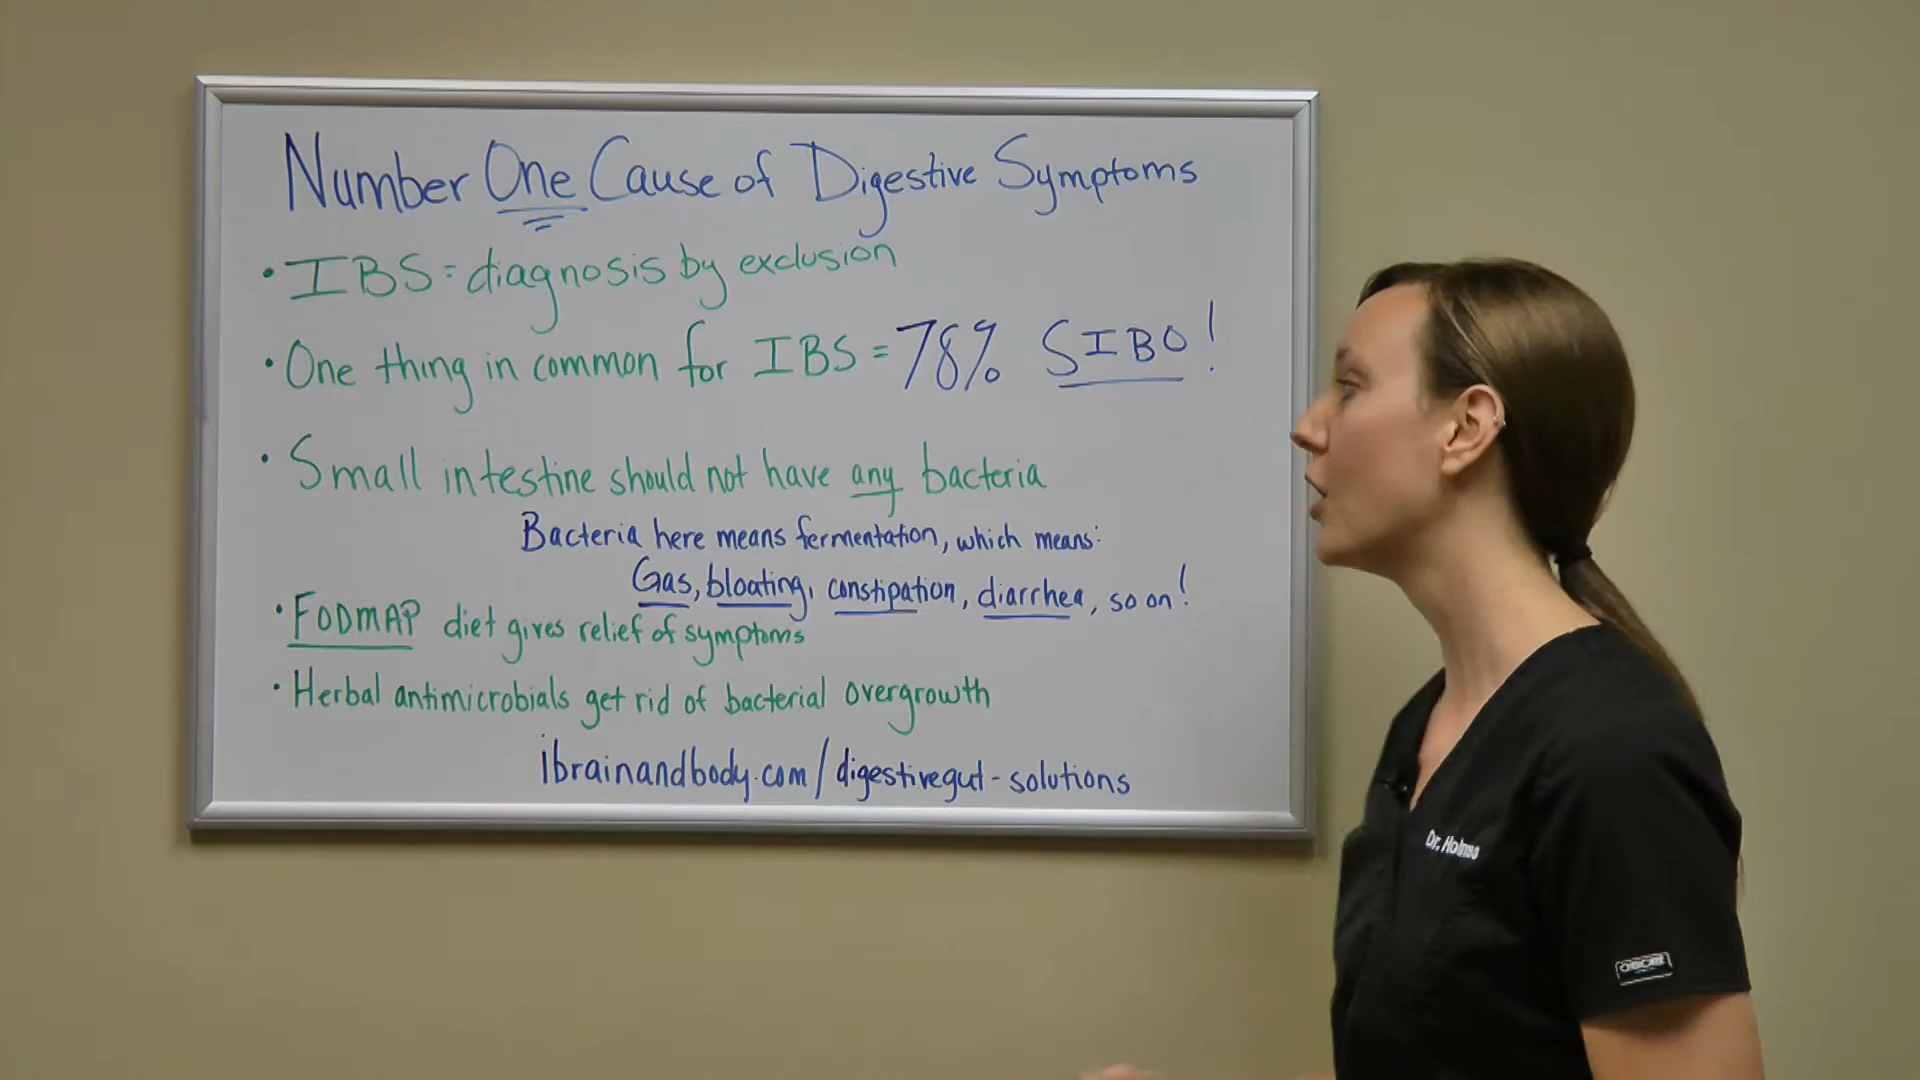 Number One Cause of Digestive Symptoms
• IBS = diagnosis by exclusion
• One thing in common for IBS = 78% SIBO!
• Small intestine should not have any bacteria
Bacteria here means fermentation, which means:
Gas, bloating, constipation, diarrhea, so on!
• FODMAP diet gives relief of symptoms
• Herbal antimicrobials get rid of bacterial overgrowth
ibrainandbody.com/digestivegut-solutions
Dr.